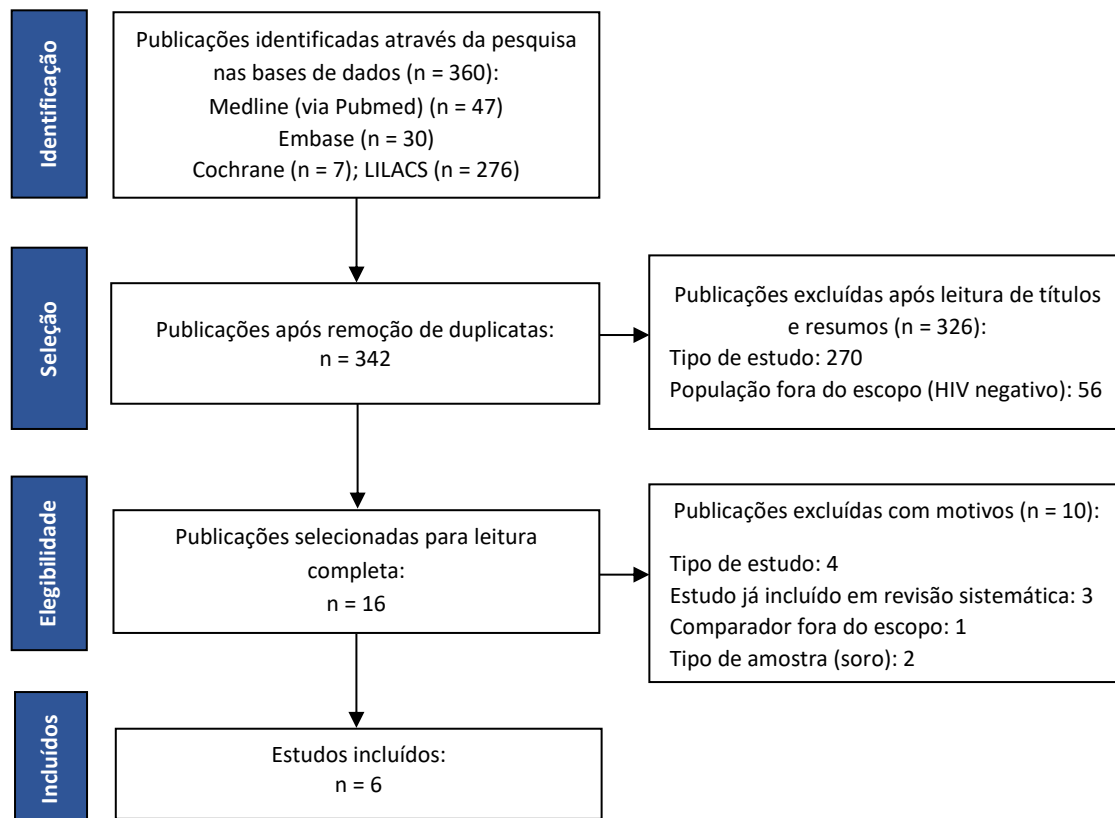 Identificação
Publicações identificadas através da pesquisa
nas bases de dados (n = 360):
Medline (via Pubmed) (n = 47)
Embase (n = 30)
Cochrane (n = 7); LILACS (n = 276)
Seleção
Publicações após remoção de duplicatas:
n = 342
Publicações excluídas após leitura de títulos
e resumos (n = 326):
Tipo de estudo: 270
População fora do escopo (HIV negativo): 56
Elegibilidade
Publicações selecionadas para leitura
completa:
n = 16
Publicações excluídas com motivos (n = 10):
Tipo de estudo: 4
Estudo já incluído em revisão sistemática: 3
Comparador fora do escopo: 1
Tipo de amostra (soro): 2
Incluídos
Estudos incluídos:
n = 6